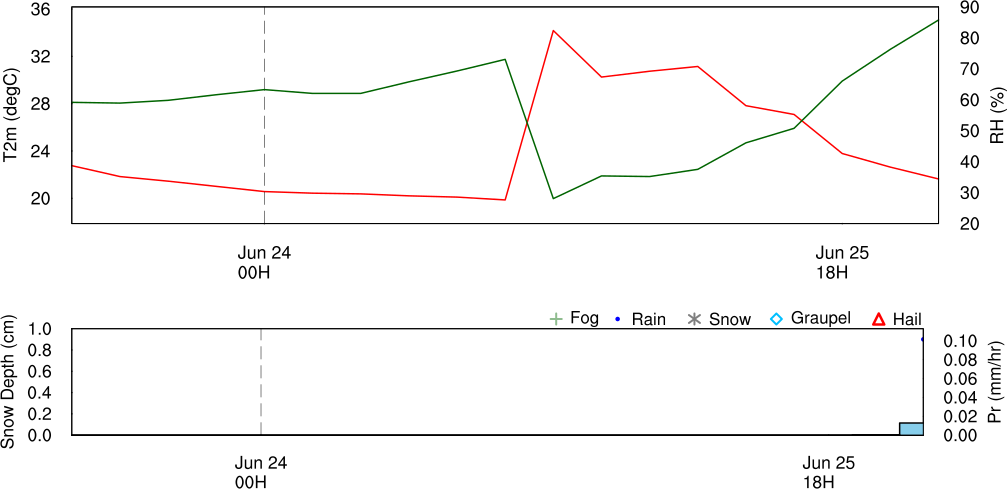 36
32
28
24
20
T2m (degC)
90
80
70
60
50
40
30
20
RH (%)
Jun 24
00H
Jun 25
18H
Fog
Rain
Snow
Graupel
Hail
1.0
0.8
0.6
0.4
0.2
0.0
Snow Depth (cm)
0.10
0.08
0.06
0.04
0.02
0.00
Pr (mm/hr)
Jun 24
00H
Jun 25
18H